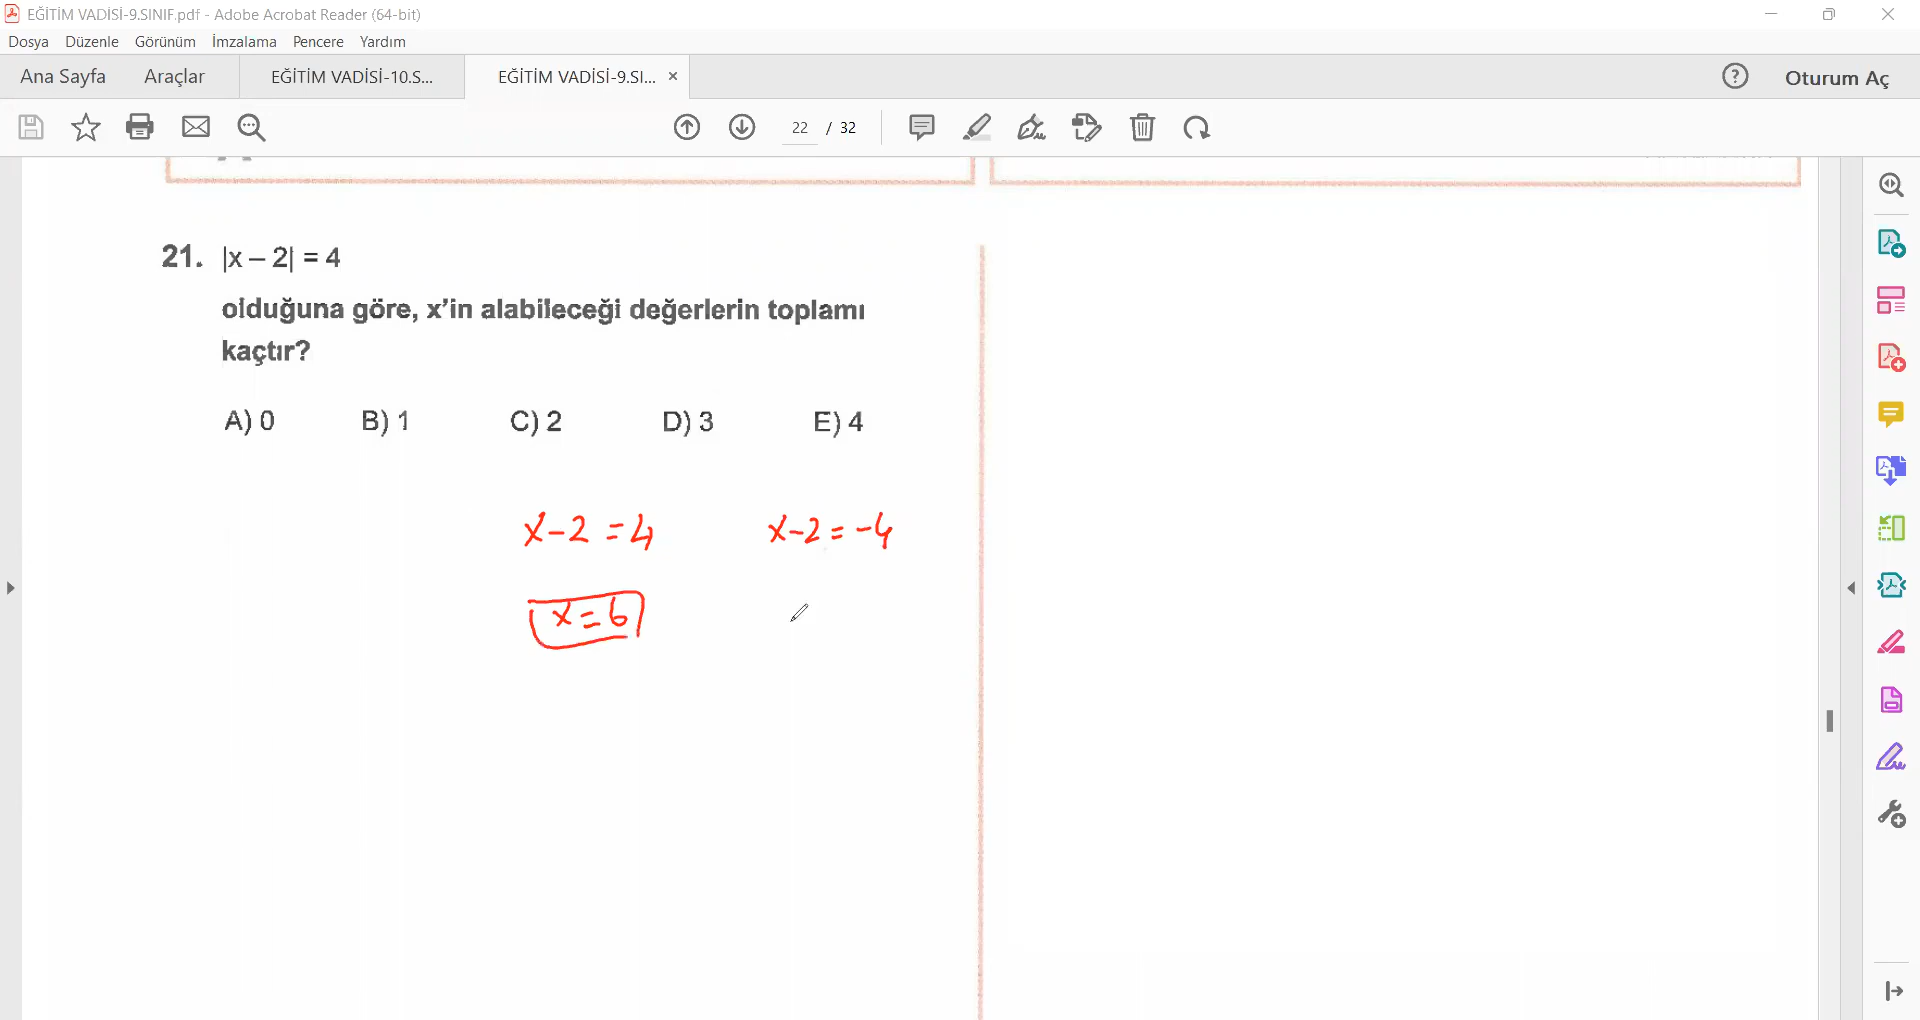 EĞİTİM VADİSİ-9.SINIF.pdf - Adobe Acrobat Reader (64-bit)
Dosya Düzenle Görünüm İmzalama Pencere Yardım
Ana Sayfa Araçlar EĞİTİM VADİSİ-10.S... EĞİTİM VADİSİ-9.SI... × Oturum Aç
22 / 32
21. |x – 2| = 4
olduğuna göre, x'in alabileceği değerlerin toplamı
kaçtır?
A) 0 B) 1 C) 2 D) 3 E) 4
x-2 = 4 x-2 = -4
x = 6